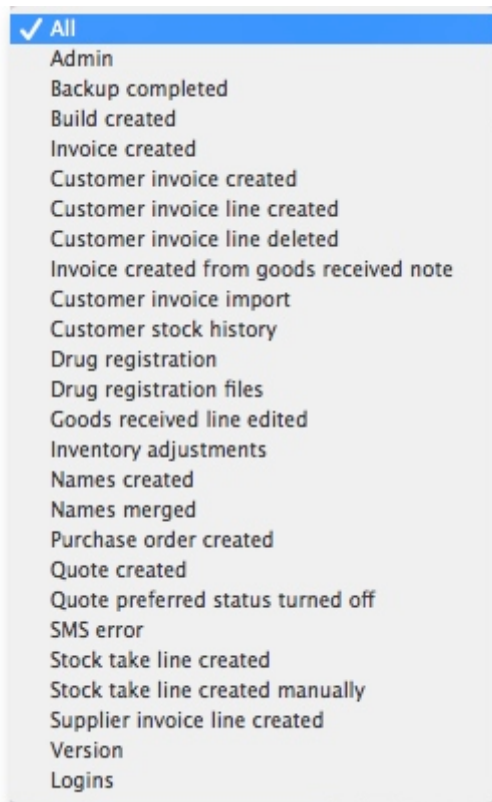 All
Admin
Backup completed
Build created
Invoice created
Customer invoice created
Customer invoice line created
Customer invoice line deleted
Invoice created from goods received note
Customer invoice import
Customer stock history
Drug registration
Drug registration files
Goods received line edited
Inventory adjustments
Names created
Names merged
Purchase order created
Quote created
Quote preferred status turned off
SMS error
Stock take line created
Stock take line created manually
Supplier invoice line created
Version
Logins